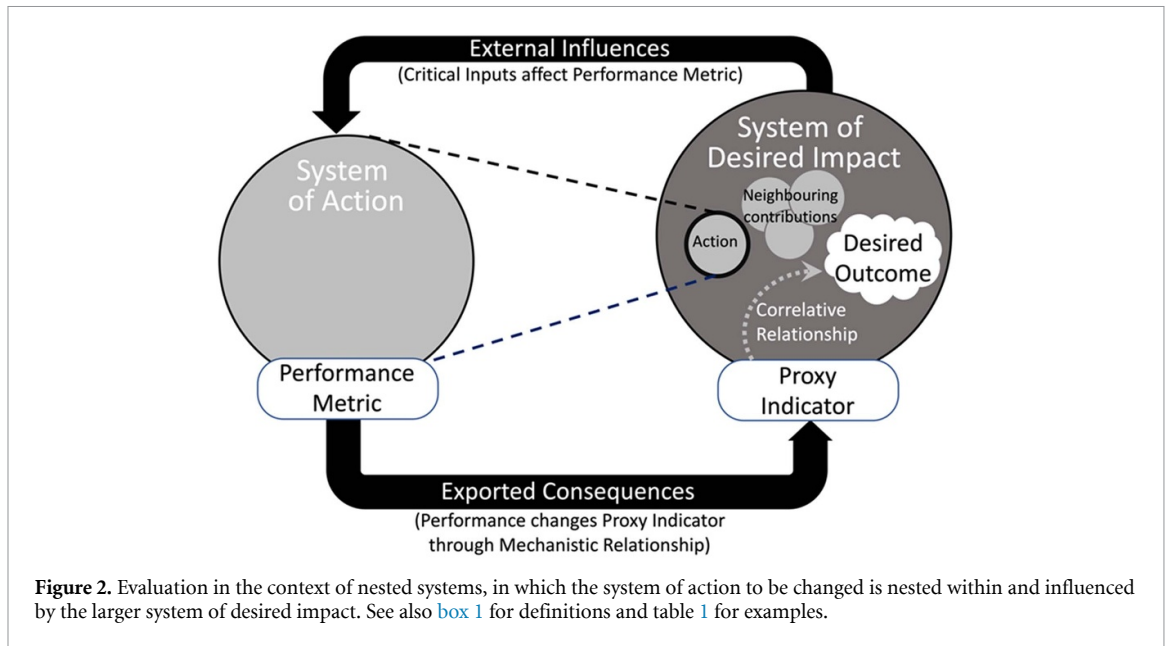 External Influences
(Critical Inputs affect Performance Metric)
System
of Action
System of
Desired Impact
Neighbouring
contributions
Action
Desired
Outcome
Correlative
Relationship
Performance
Metric
Proxy
Indicator
Exported Consequences
(Performance changes Proxy Indicator
through Mechanistic Relationship)
Figure 2. Evaluation in the context of nested systems, in which the system of action to be changed is nested within and influenced
by the larger system of desired impact. See also box 1 for definitions and table 1 for examples.